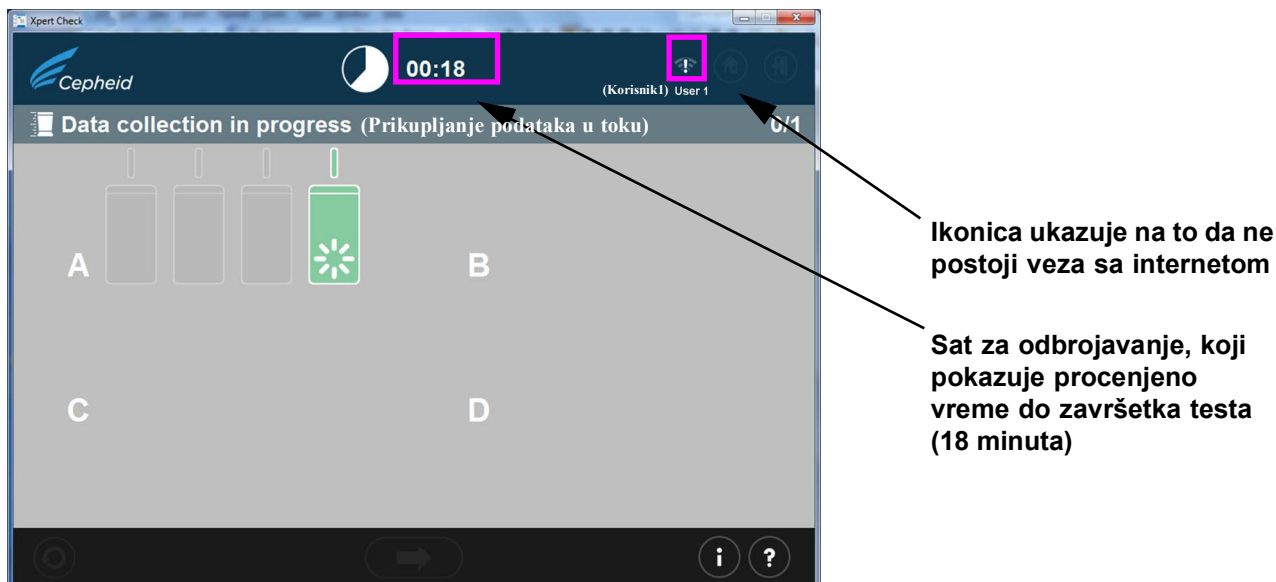 Xpert Check
Cepheid
00:18
(Korisnik1) User 1
Data collection in progress (Prikupljanje podataka u toku) 0/1
A
B
C
D
i ?
Ikonica ukazuje na to da ne
postoji veza sa internetom
Sat za odbrojavanje, koji
pokazuje procenjeno
vreme do završetka testa
(18 minuta)